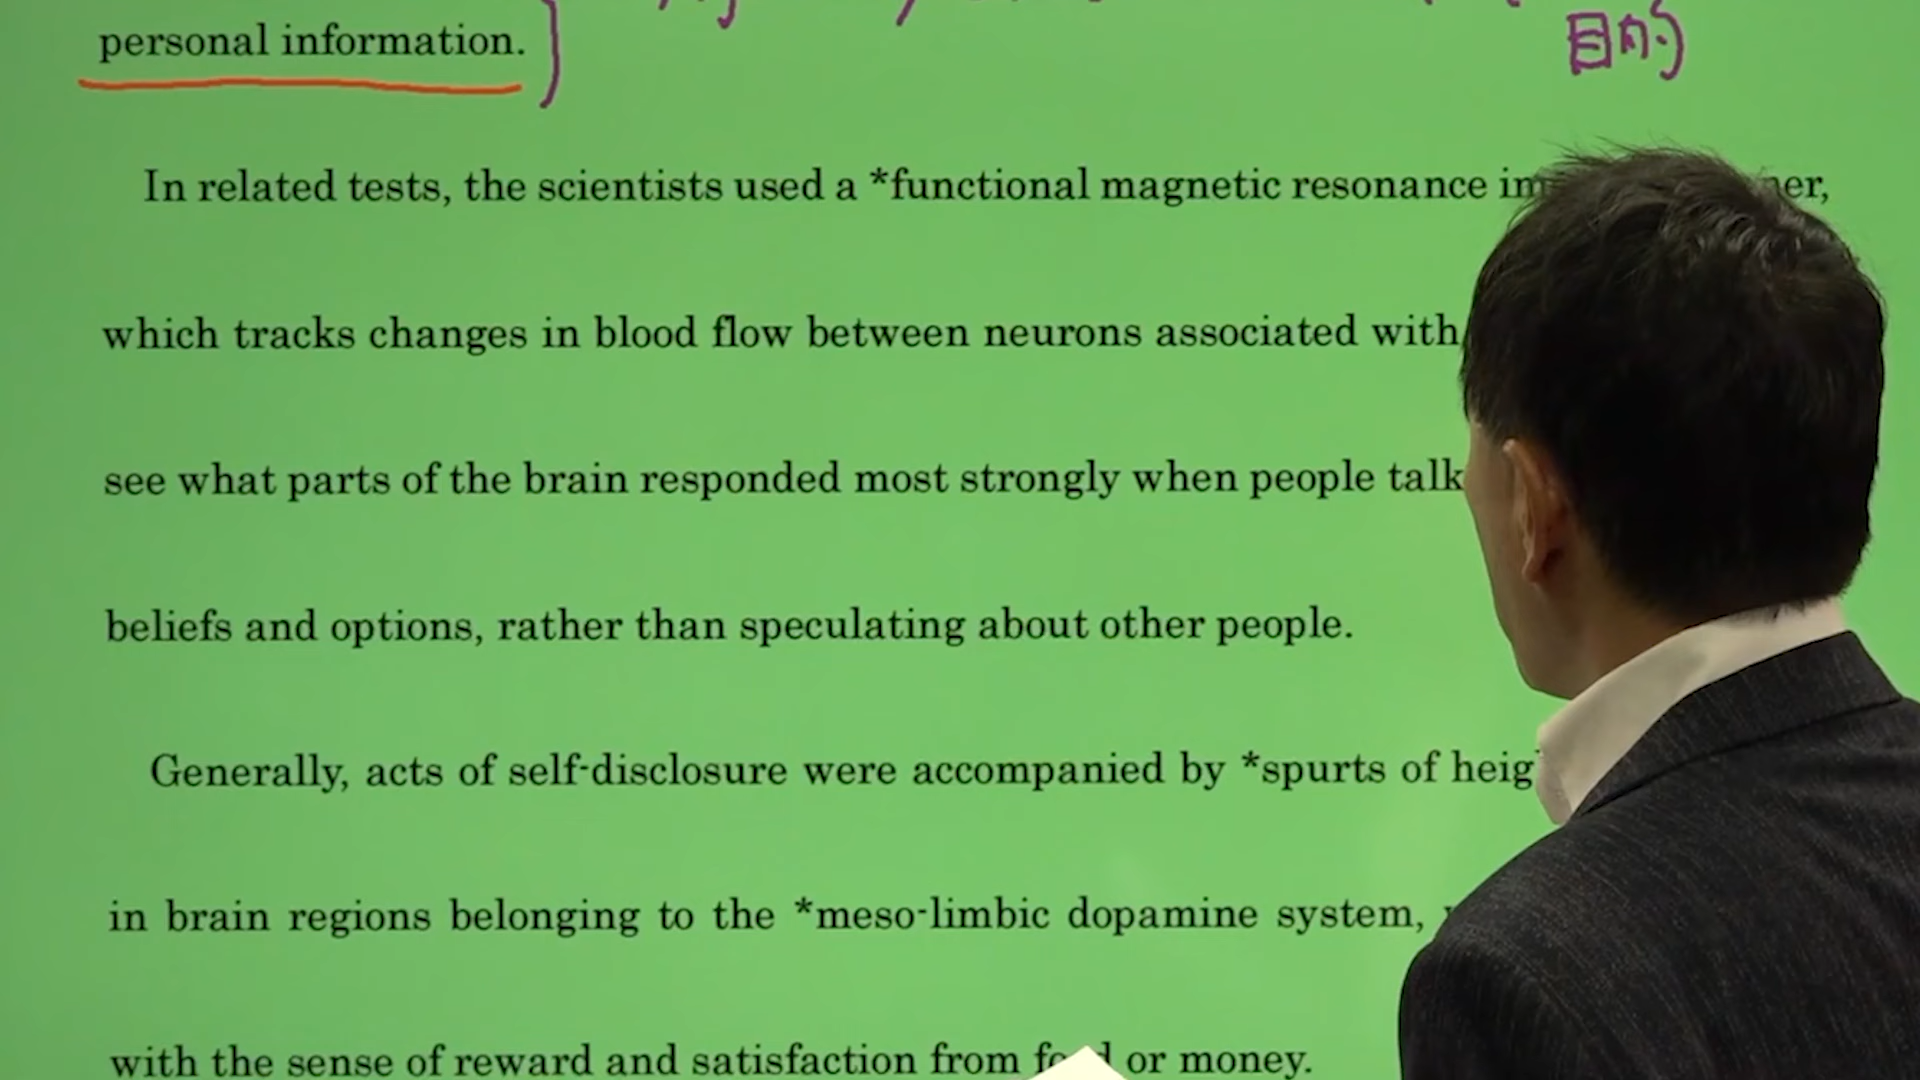 目的
personal information.
In related tests, the scientists used a *functional magnetic resonance
which tracks changes in blood flow between neurons associated with
see what parts of the brain responded most strongly when people
beliefs and options, rather than speculating about other people.
Generally, acts of self-disclosure were accompanied by *spurts of
in brain regions belonging to the *meso-limbic dopamine system,
with the sense of reward and satisfaction from or money.